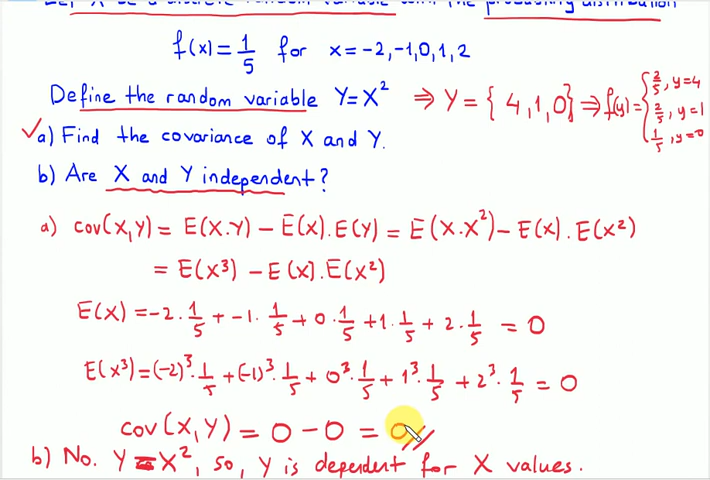 f(x) = 1/5 for x = -2, -1, 0, 1, 2
Define the random variable Y = X² ⇒ Y = {4, 1, 0} ⇒ f(y) = { 2/5, y=4
2/5, y=1
1/5, y=0
✓a) Find the covariance of X and Y.
b) Are X and Y independent?
a) cov(X,Y) = E(X.Y) - E(X).E(Y) = E(X.X²) - E(X).E(X²)
= E(X³) - E(X).E(X²)
E(X) = -2.1/5 + -1.1/5 + 0.1/5 + 1.1/5 + 2.1/5 = 0
E(X³) = (-2)³.1/5 + (-1)³.1/5 + 0³.1/5 + 1³.1/5 + 2³.1/5 = 0
cov(X,Y) = 0 - 0 = 0
b) No. Y = X², so, Y is dependent for X values.